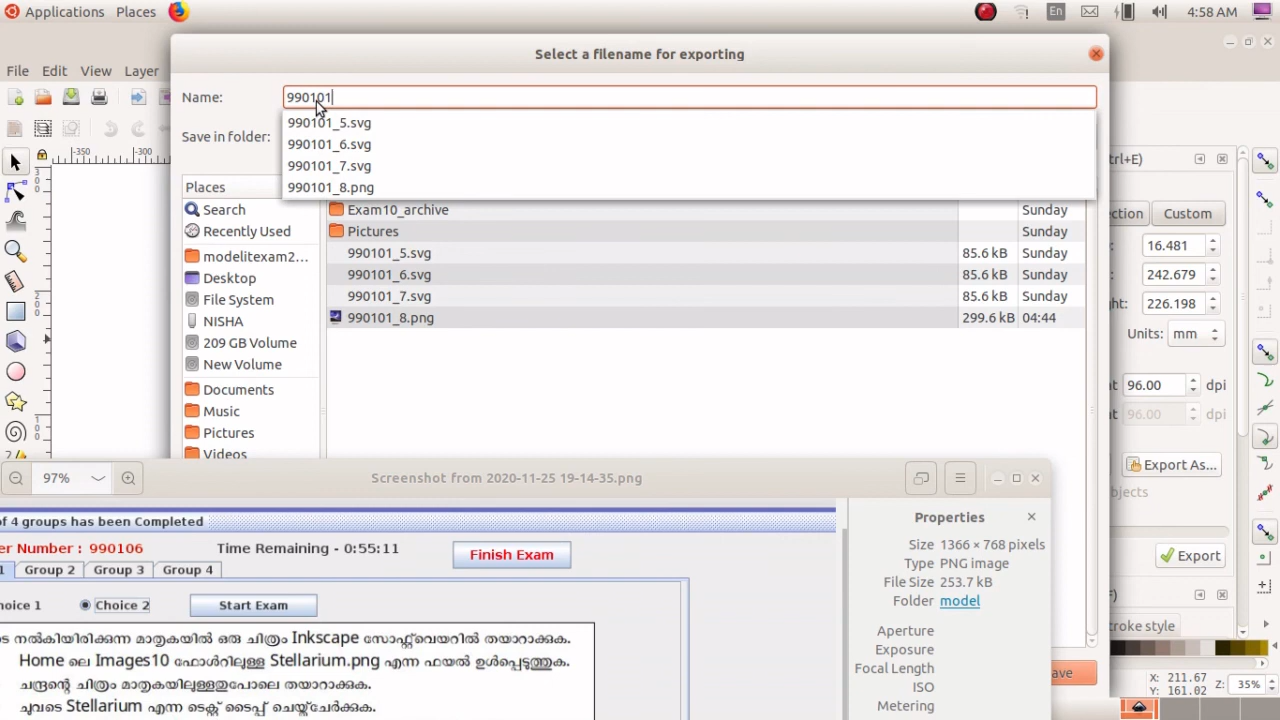 Applications Places En 4:58 AM
Select a filename for exporting
File Edit View Layer
Name: 990101
990101_5.svg
990101_6.svg
990101_7.svg
990101_8.png
Save in folder:
-350
Places
Search
Recently Used
modelitexam2...
Desktop
File System
NISHA
209 GB Volume
New Volume
Documents
Music
Pictures
Videos
Exam10_archive Sunday
Pictures Sunday
990101_5.svg 85.6 kB Sunday
990101_6.svg 85.6 kB Sunday
990101_7.svg 85.6 kB Sunday
990101_8.png 299.6 kB 04:44
ctrl+E)
ction Custom
: 16.481
: 242.679
ght: 226.198
Units: mm
at 96.00 dpi
96.00 dpi
Export As...
bjects
Export
F)
troke style
ave
X: 211.67
Y: 161.02
Z: 35%
97% Screenshot from 2020-11-25 19-14-35.png
of 4 groups has been Completed
er Number : 990106 Time Remaining - 0:55:11 Finish Exam
1 Group 2 Group 3 Group 4
hoice 1 Choice 2 Start Exam
ടെ നൽകിയിരിക്കുന്ന മാതൃകയിൽ ഒരു ചിത്രം Inkscape സോഫ്റ്റ്‌വെയറിൽ തയാറാക്കുക.
Home ലെ Images10 ഫോൾഡറിലുള്ള Stellarium.png എന്ന ഫയൽ ഉൾപ്പെടുത്തുക.
ചന്ദ്രന്റെ ചിത്രം മാതൃകയിലുള്ളതുപോലെ തയാറാക്കുക.
ചുവടെ Stellarium എന്ന ടെക്സ്റ്റ് ടൈപ്പ് ചെയ്ത്ചേർക്കുക.
Properties
Size 1366 × 768 pixels
Type PNG image
File Size 253.7 kB
Folder model
Aperture
Exposure
Focal Length
ISO
Metering